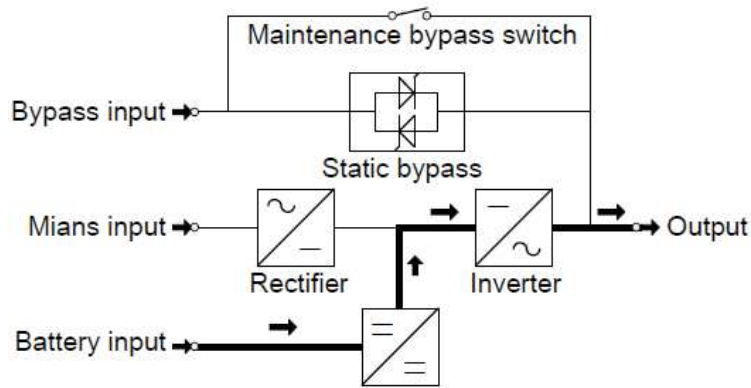 Maintenance bypass switch
Bypass input
Static bypass
Mians input
Output
Rectifier
Inverter
Battery input